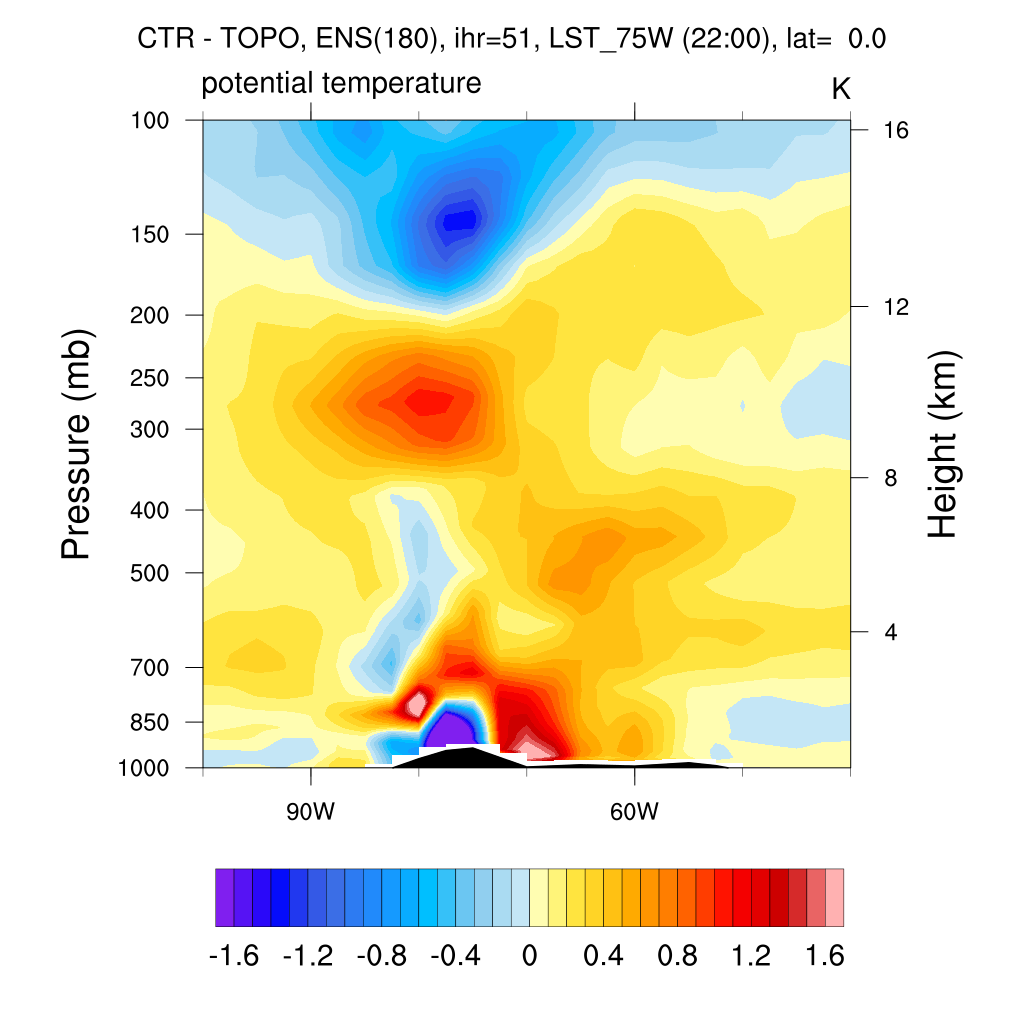 CTR - TOPO, ENS(180), ihr=51, LST_75W (22:00), lat=  0.0
potential temperature K
100
150
200
250
300
400
500
700
850
1000
Pressure (mb)
16
12
8
4
Height (km)
90W 60W
-1.6 -1.2 -0.8 -0.4 0 0.4 0.8 1.2 1.6